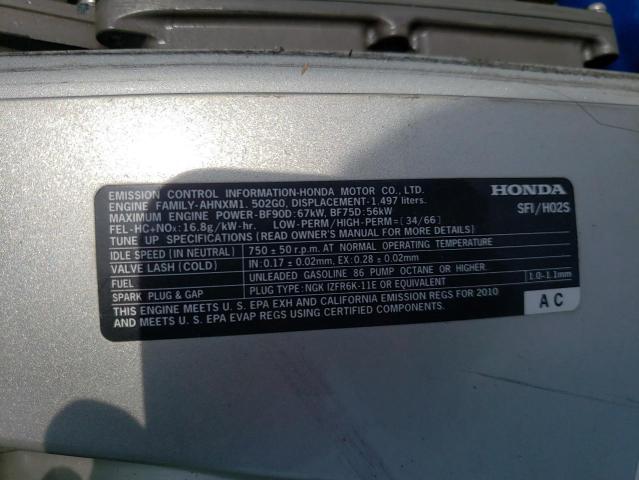 EMISSION CONTROL INFORMATION-HONDA MOTOR CO., LTD.
ENGINE FAMILY-AHNXM1. 502G0, DISPLACEMENT-1.497 liters.
MAXIMUM ENGINE POWER-BF90D:67kW, BF75D:56kW
FEL-HC+NOx:16.8g/kW-hr. LOW-PERM/HIGH-PERM=[34/66]
TUNE UP SPECIFICATIONS (READ OWNER'S MANUAL FOR MORE DETAILS)
HONDA
SFI/HO2S
IDLE SPEED (IN NEUTRAL) 750 ± 50 r.p.m. AT NORMAL OPERATING TEMPERATURE
VALVE LASH (COLD) IN:0.17 ± 0.02mm, EX:0.28 ± 0.02mm
FUEL UNLEADED GASOLINE 86 PUMP OCTANE OR HIGHER.
SPARK PLUG & GAP PLUG:NGK IZFR6K-11E OR EQUIVALENT 1.0-1.1mm
THIS ENGINE MEETS U. S. EPA EXH AND CALIFORNIA EMISSION REGS FOR 2010
AND MEETS U. S. EPA EVAP REGS USING CERTIFIED COMPONENTS.
A C